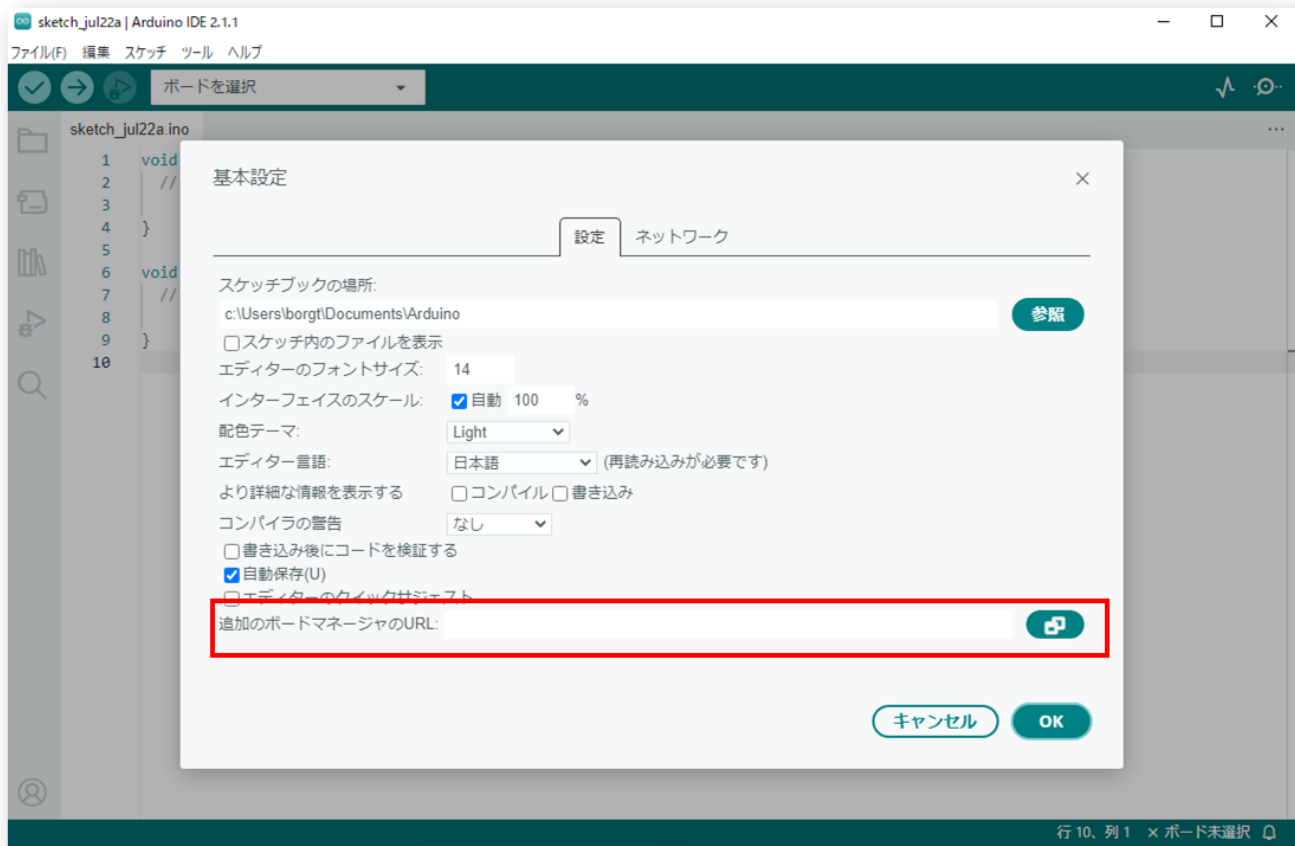 sketch_jul22a | Arduino IDE 2.1.1
ファイル(F) 編集 スケッチ ツール ヘルプ
ボードを選択
sketch_jul22a.ino
1 void
2 //
3
4 }
5
6 void
7 //
8
9 }
10
基本設定
設定 ネットワーク
スケッチブックの場所:
c:\Users\borgt\Documents\Arduino 参照
スケッチ内のファイルを表示
エディターのフォントサイズ: 14
インターフェイスのスケール: 自動 100 %
配色テーマ: Light
エディター言語: 日本語 (再読み込みが必要です)
より詳細な情報を表示する コンパイル 書き込み
コンパイラの警告 なし
書き込み後にコードを検証する
自動保存(U)
エディターのクイックサジェスト
追加のボードマネージャのURL:
キャンセル OK
行 10、列 1 × ボード未選択